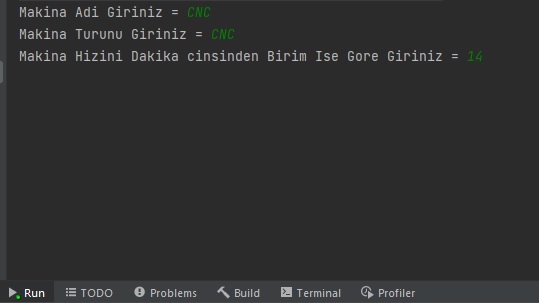 Makina Adi Giriniz = CNC
Makina Turunu Giriniz = CNC
Makina Hizini Dakika cinsinden Birim Ise Gore Giriniz = 14
Run TODO Problems Build Terminal Profiler